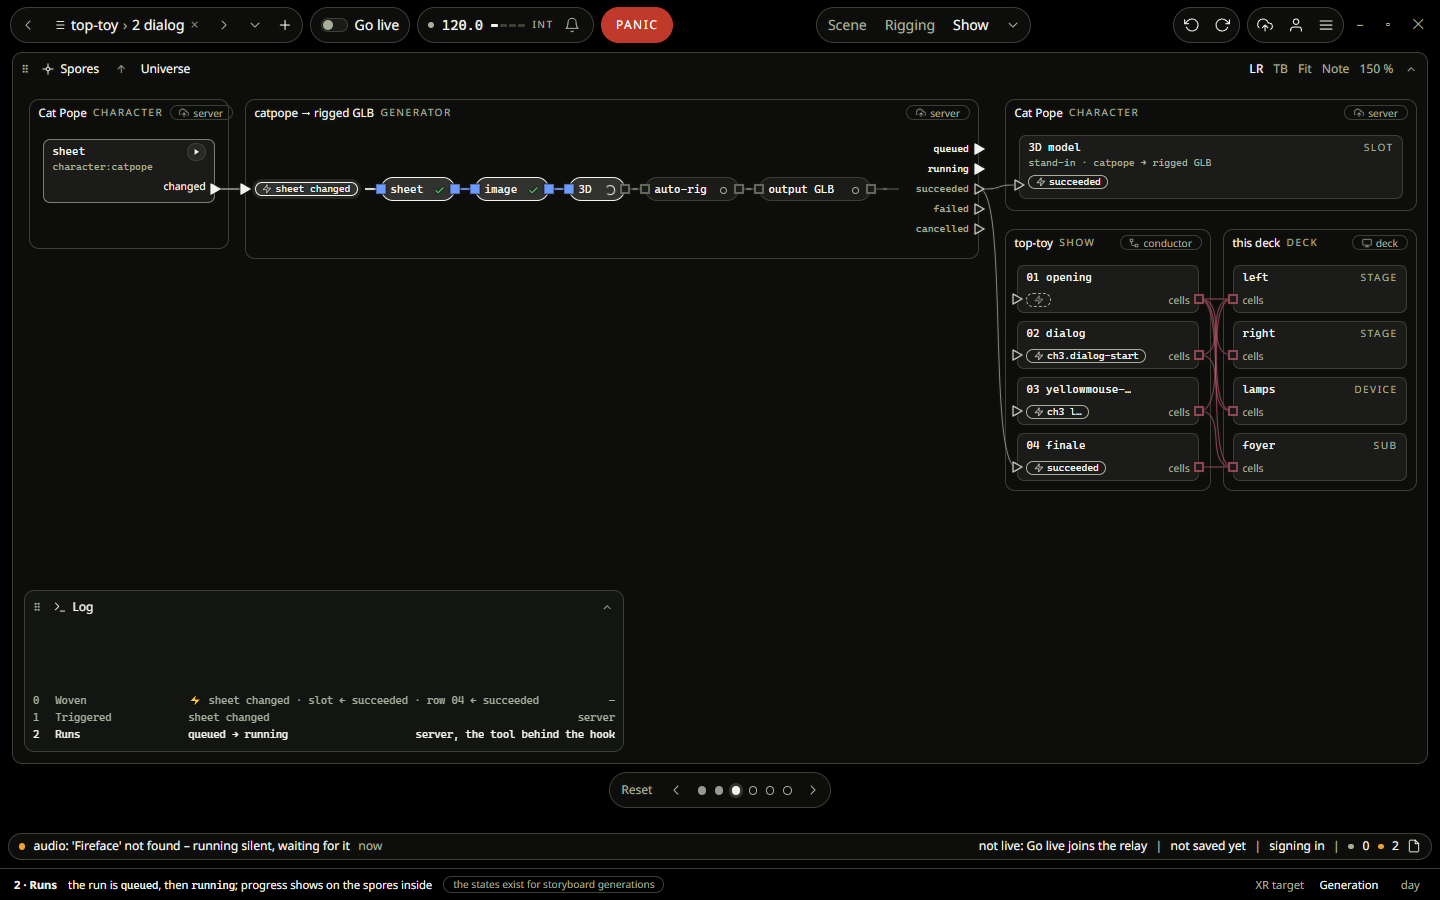 top-toy › 2 dialog ×
Go live
120.0 INT
PANIC
Scene Rigging Show
Spores ↑ Universe
LR TB Fit Note 150 %
Cat Pope CHARACTER server
sheet
character:catpope
changed
catpope → rigged GLB GENERATOR server
sheet changed
sheet
image
3D
auto-rig
output GLB
queued
running
succeeded
failed
cancelled
Cat Pope CHARACTER server
3D model SLOT
stand-in · catpope → rigged GLB
succeeded
top-toy SHOW conductor
01 opening
cells
02 dialog
ch3.dialog-start cells
03 yellowmouse-…
ch3 l… cells
04 finale
succeeded cells
this deck DECK deck
left STAGE
cells
right STAGE
cells
lamps DEVICE
cells
foyer SUB
cells
Log
0 Woven ⚡ sheet changed · slot ← succeeded · row 04 ← succeeded –
1 Triggered sheet changed server
2 Runs queued → running server, the tool behind the hook
Reset
audio: 'Fireface' not found – running silent, waiting for it now
not live: Go live joins the relay | not saved yet | signing in | 0 2
2 · Runs the run is queued, then running; progress shows on the spores inside the states exist for storyboard generations
XR target Generation day